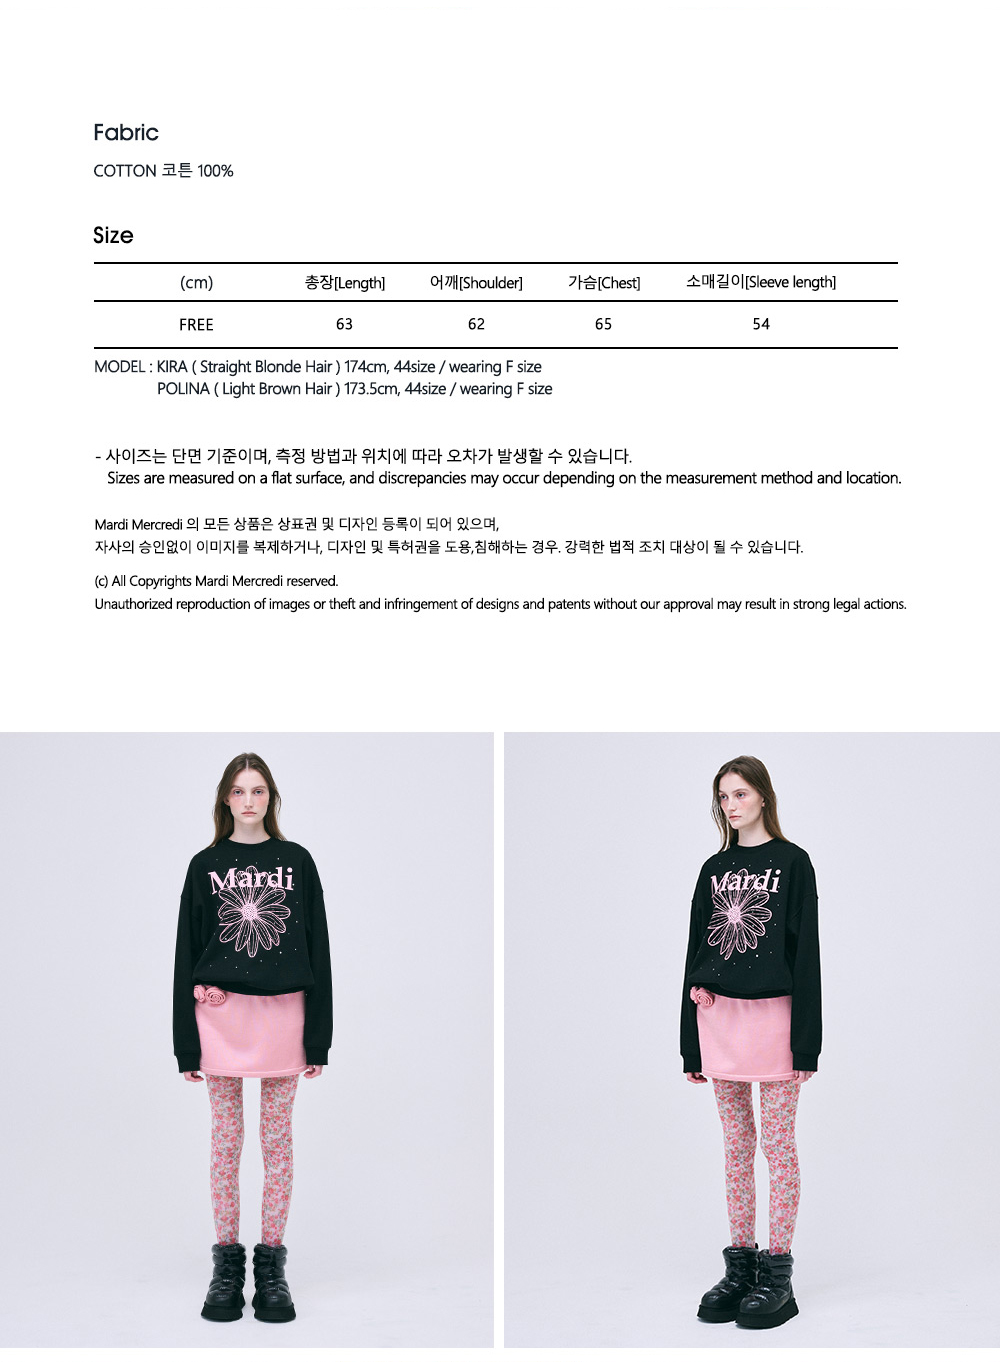 Fabric
COTTON 코튼 100%
Size
(cm) 총장[Length] 어깨[Shoulder] 가슴[Chest] 소매길이[Sleeve length]
FREE 63 62 65 54
MODEL : KIRA ( Straight Blonde Hair ) 174cm, 44size / wearing F size
POLINA ( Light Brown Hair ) 173.5cm, 44size / wearing F size
- 사이즈는 단면 기준이며, 측정 방법과 위치에 따라 오차가 발생할 수 있습니다.
Sizes are measured on a flat surface, and discrepancies may occur depending on the measurement method and location.
Mardi Mercredi 의 모든 상품은 상표권 및 디자인 등록이 되어 있으며,
자사의 승인없이 이미지를 복제하거나, 디자인 및 특허권을 도용,침해하는 경우. 강력한 법적 조치 대상이 될 수 있습니다.
(c) All Copyrights Mardi Mercredi reserved.
Unauthorized reproduction of images or theft and infringement of designs and patents without our approval may result in strong legal actions.
Mardi
Mardi